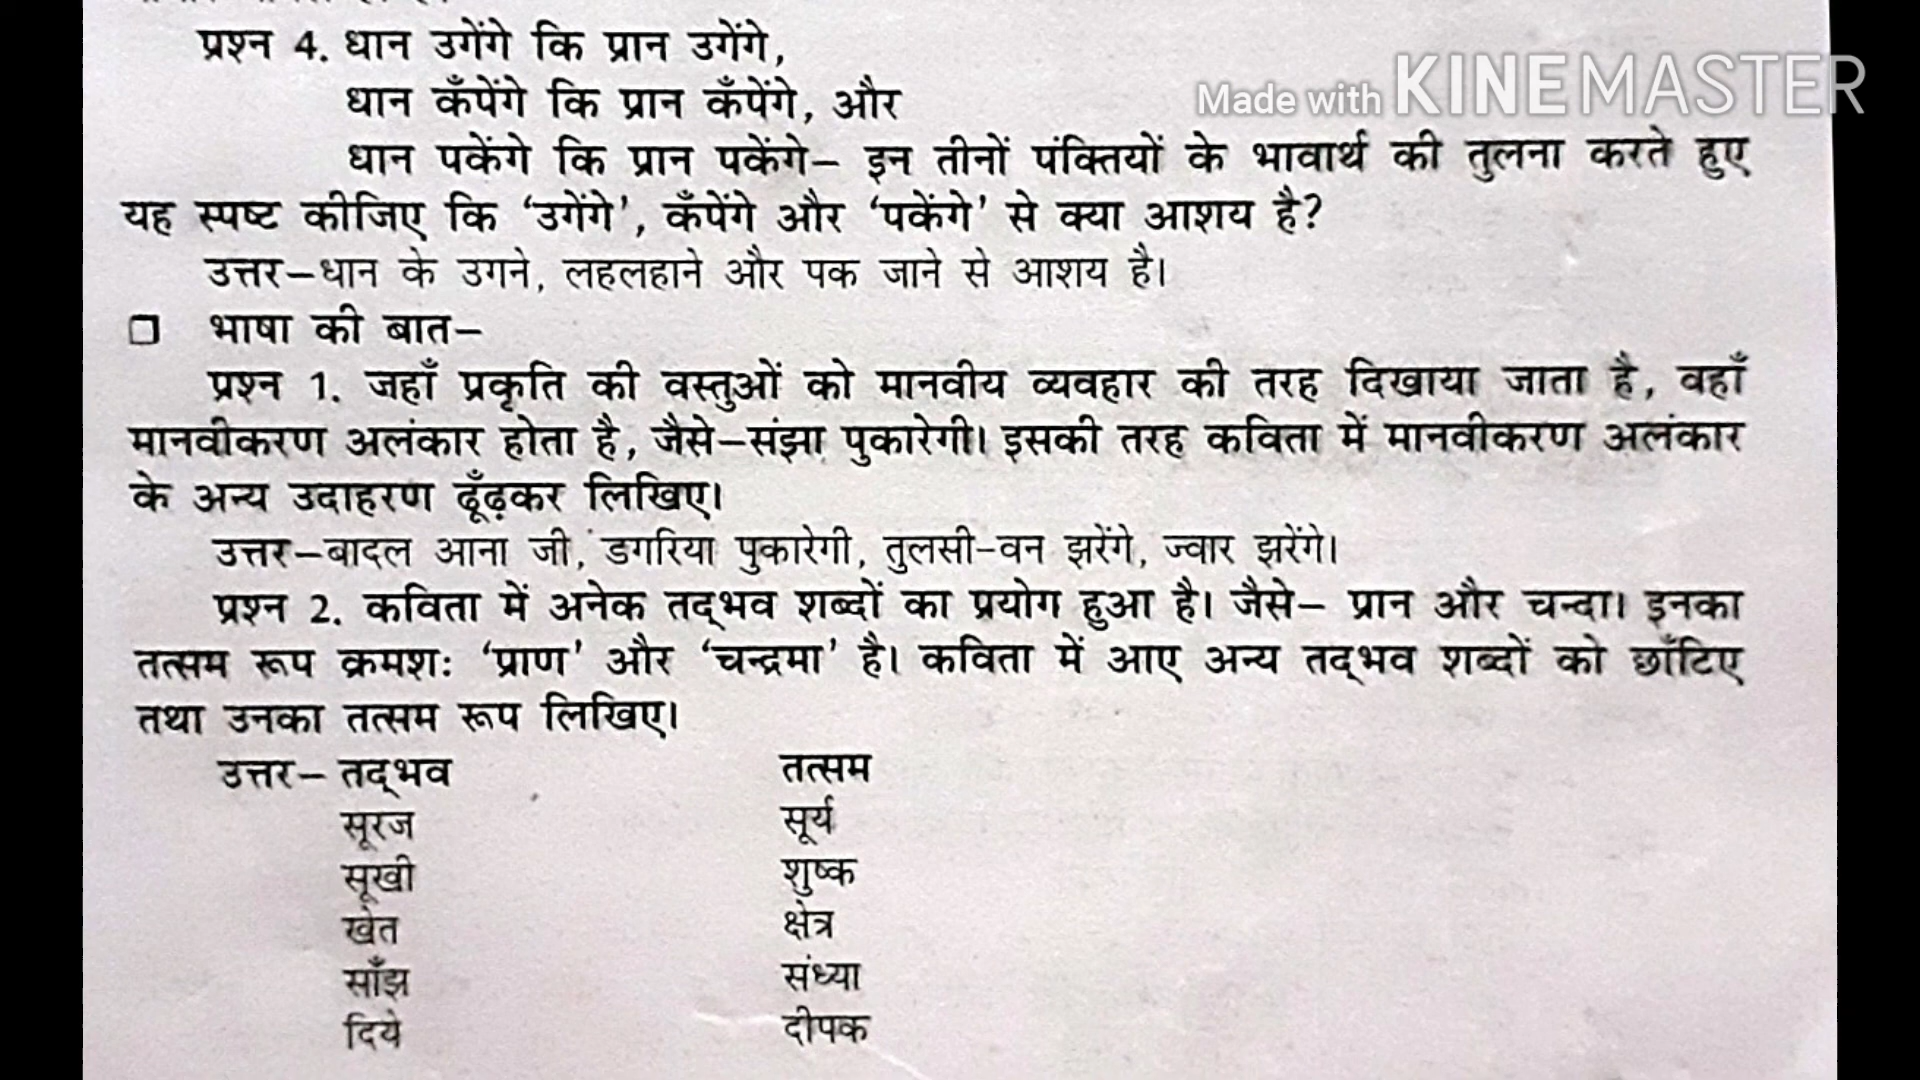 प्रश्न 4. धान उगेंगे कि प्रान उगेंगे,
Made with KINEMASTER
धान कँपेंगे कि प्रान कँपेंगे, और
धान पकेंगे कि प्रान पकेंगे– इन तीनों पंक्तियों के भावार्थ की तुलना करते हुए
यह स्पष्ट कीजिए कि ‘उगेंगे’, कँपेंगे और ‘पकेंगे’ से क्या आशय है?
उत्तर–धान के उगने, लहलहाने और पक जाने से आशय है।
भाषा की बात–
प्रश्न 1. जहाँ प्रकृति की वस्तुओं को मानवीय व्यवहार की तरह दिखाया जाता है, वहाँ
मानवीकरण अलंकार होता है, जैसे–संझा पुकारेगी। इसकी तरह कविता में मानवीकरण अलंकार
के अन्य उदाहरण ढूँढ़कर लिखिए।
उत्तर–बादल आना जी, डगरिया पुकारेगी, तुलसी-वन झरेंगे, ज्वार झरेंगे।
प्रश्न 2. कविता में अनेक तद्‌भव शब्दों का प्रयोग हुआ है। जैसे– प्रान और चन्दा। इनका
तत्सम रूप क्रमशः ‘प्राण’ और ‘चन्द्रमा’ है। कविता में आए अन्य तद्‌भव शब्दों को छाँटिए
तथा उनका तत्सम रूप लिखिए।
उत्तर– तद्‌भव तत्सम
सूरज सूर्य
सूखी शुष्क
खेत क्षेत्र
साँझ संध्या
दिये दीपक